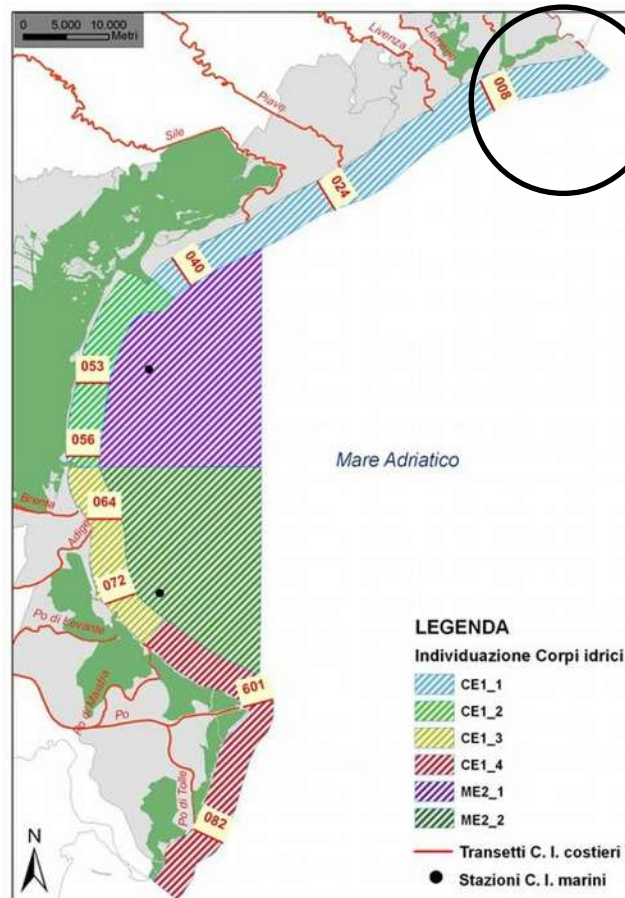 0 5.000 10.000
Metri
Livenza
Lemene
008
Piave
Sile
024
040
053
056
Mare Adriatico
064
Brenta
Adige
072
Po di Levante
LEGENDA
Individuazione Corpi idrici
601
CE1_1
Po di Maistra
CE1_2
Po
CE1_3
CE1_4
Po di Tolle
ME2_1
082
ME2_2
N
Transetti C. I. costieri
Stazioni C. I. marini